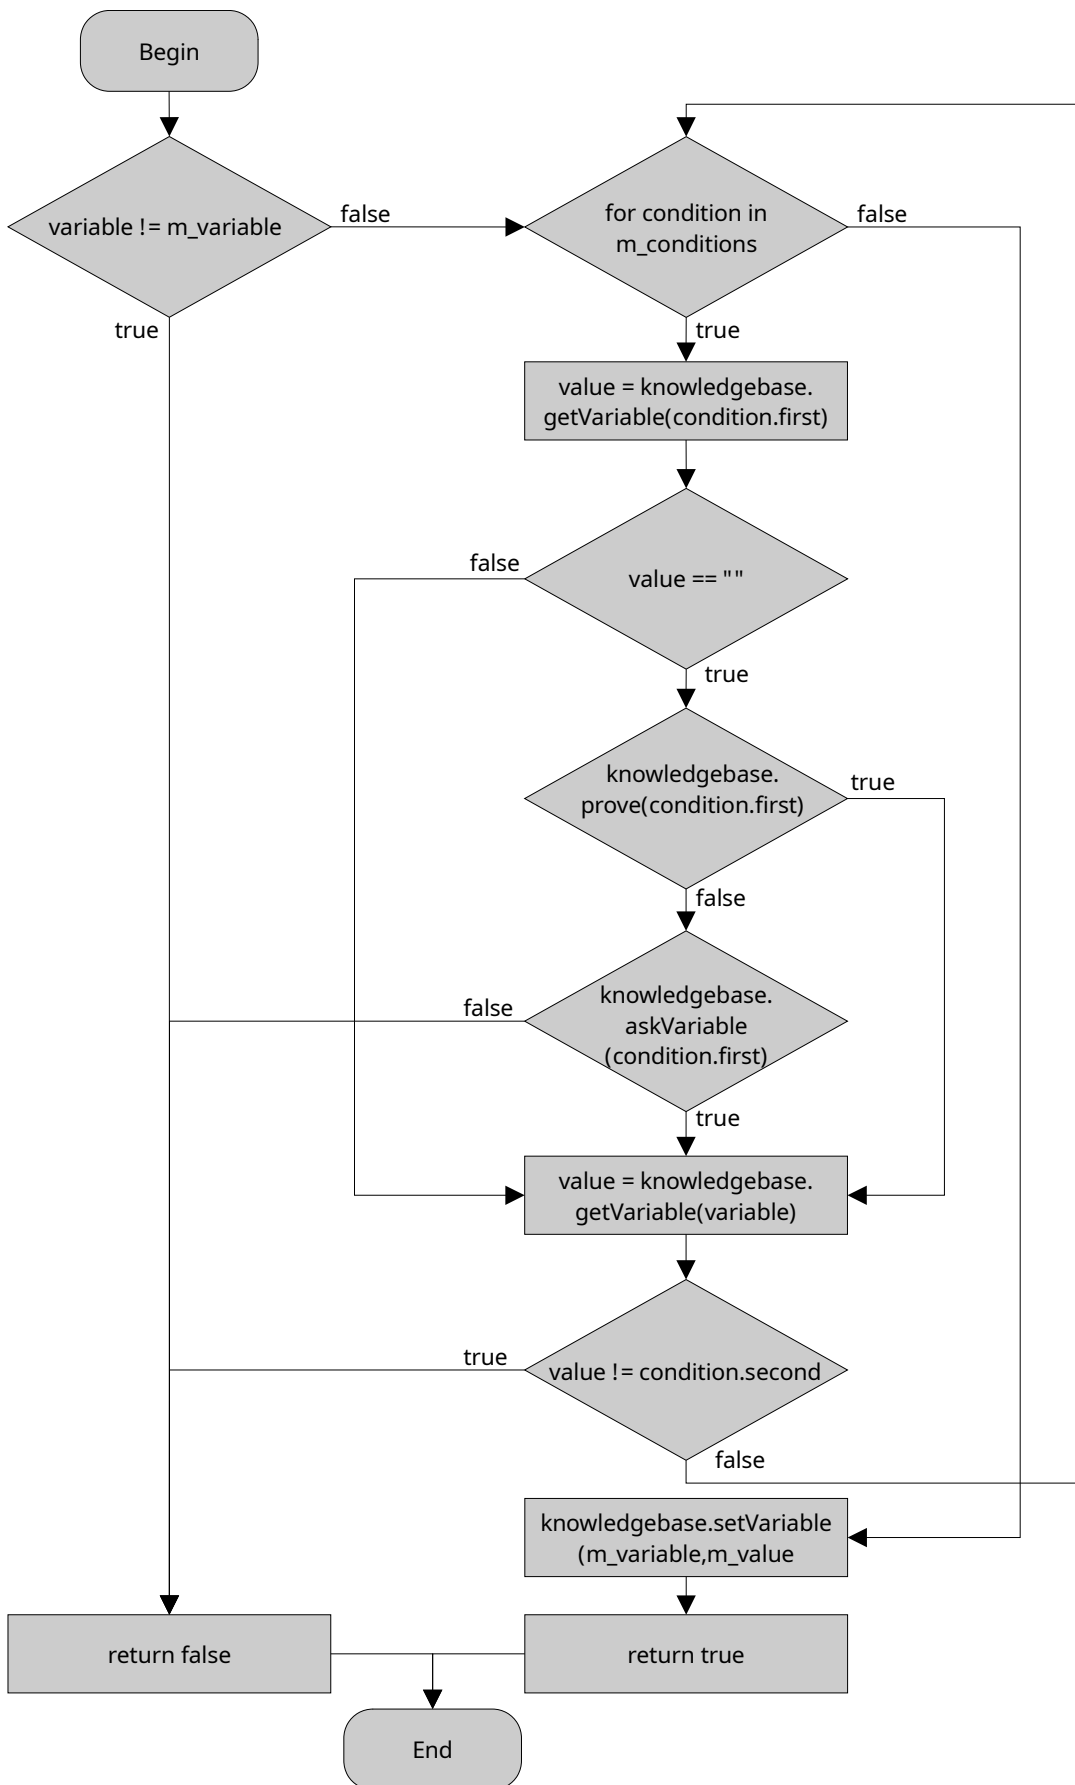 Begin
variable != m_variable
false
true
for condition in
m_conditions
false
true
value = knowledgebase.
getVariable(condition.first)
value == ""
false
true
knowledgebase.
prove(condition.first)
true
false
knowledgebase.
askVariable
(condition.first)
false
true
value = knowledgebase.
getVariable(variable)
value != condition.second
true
false
knowledgebase.setVariable
(m_variable,m_value
return false
return true
End